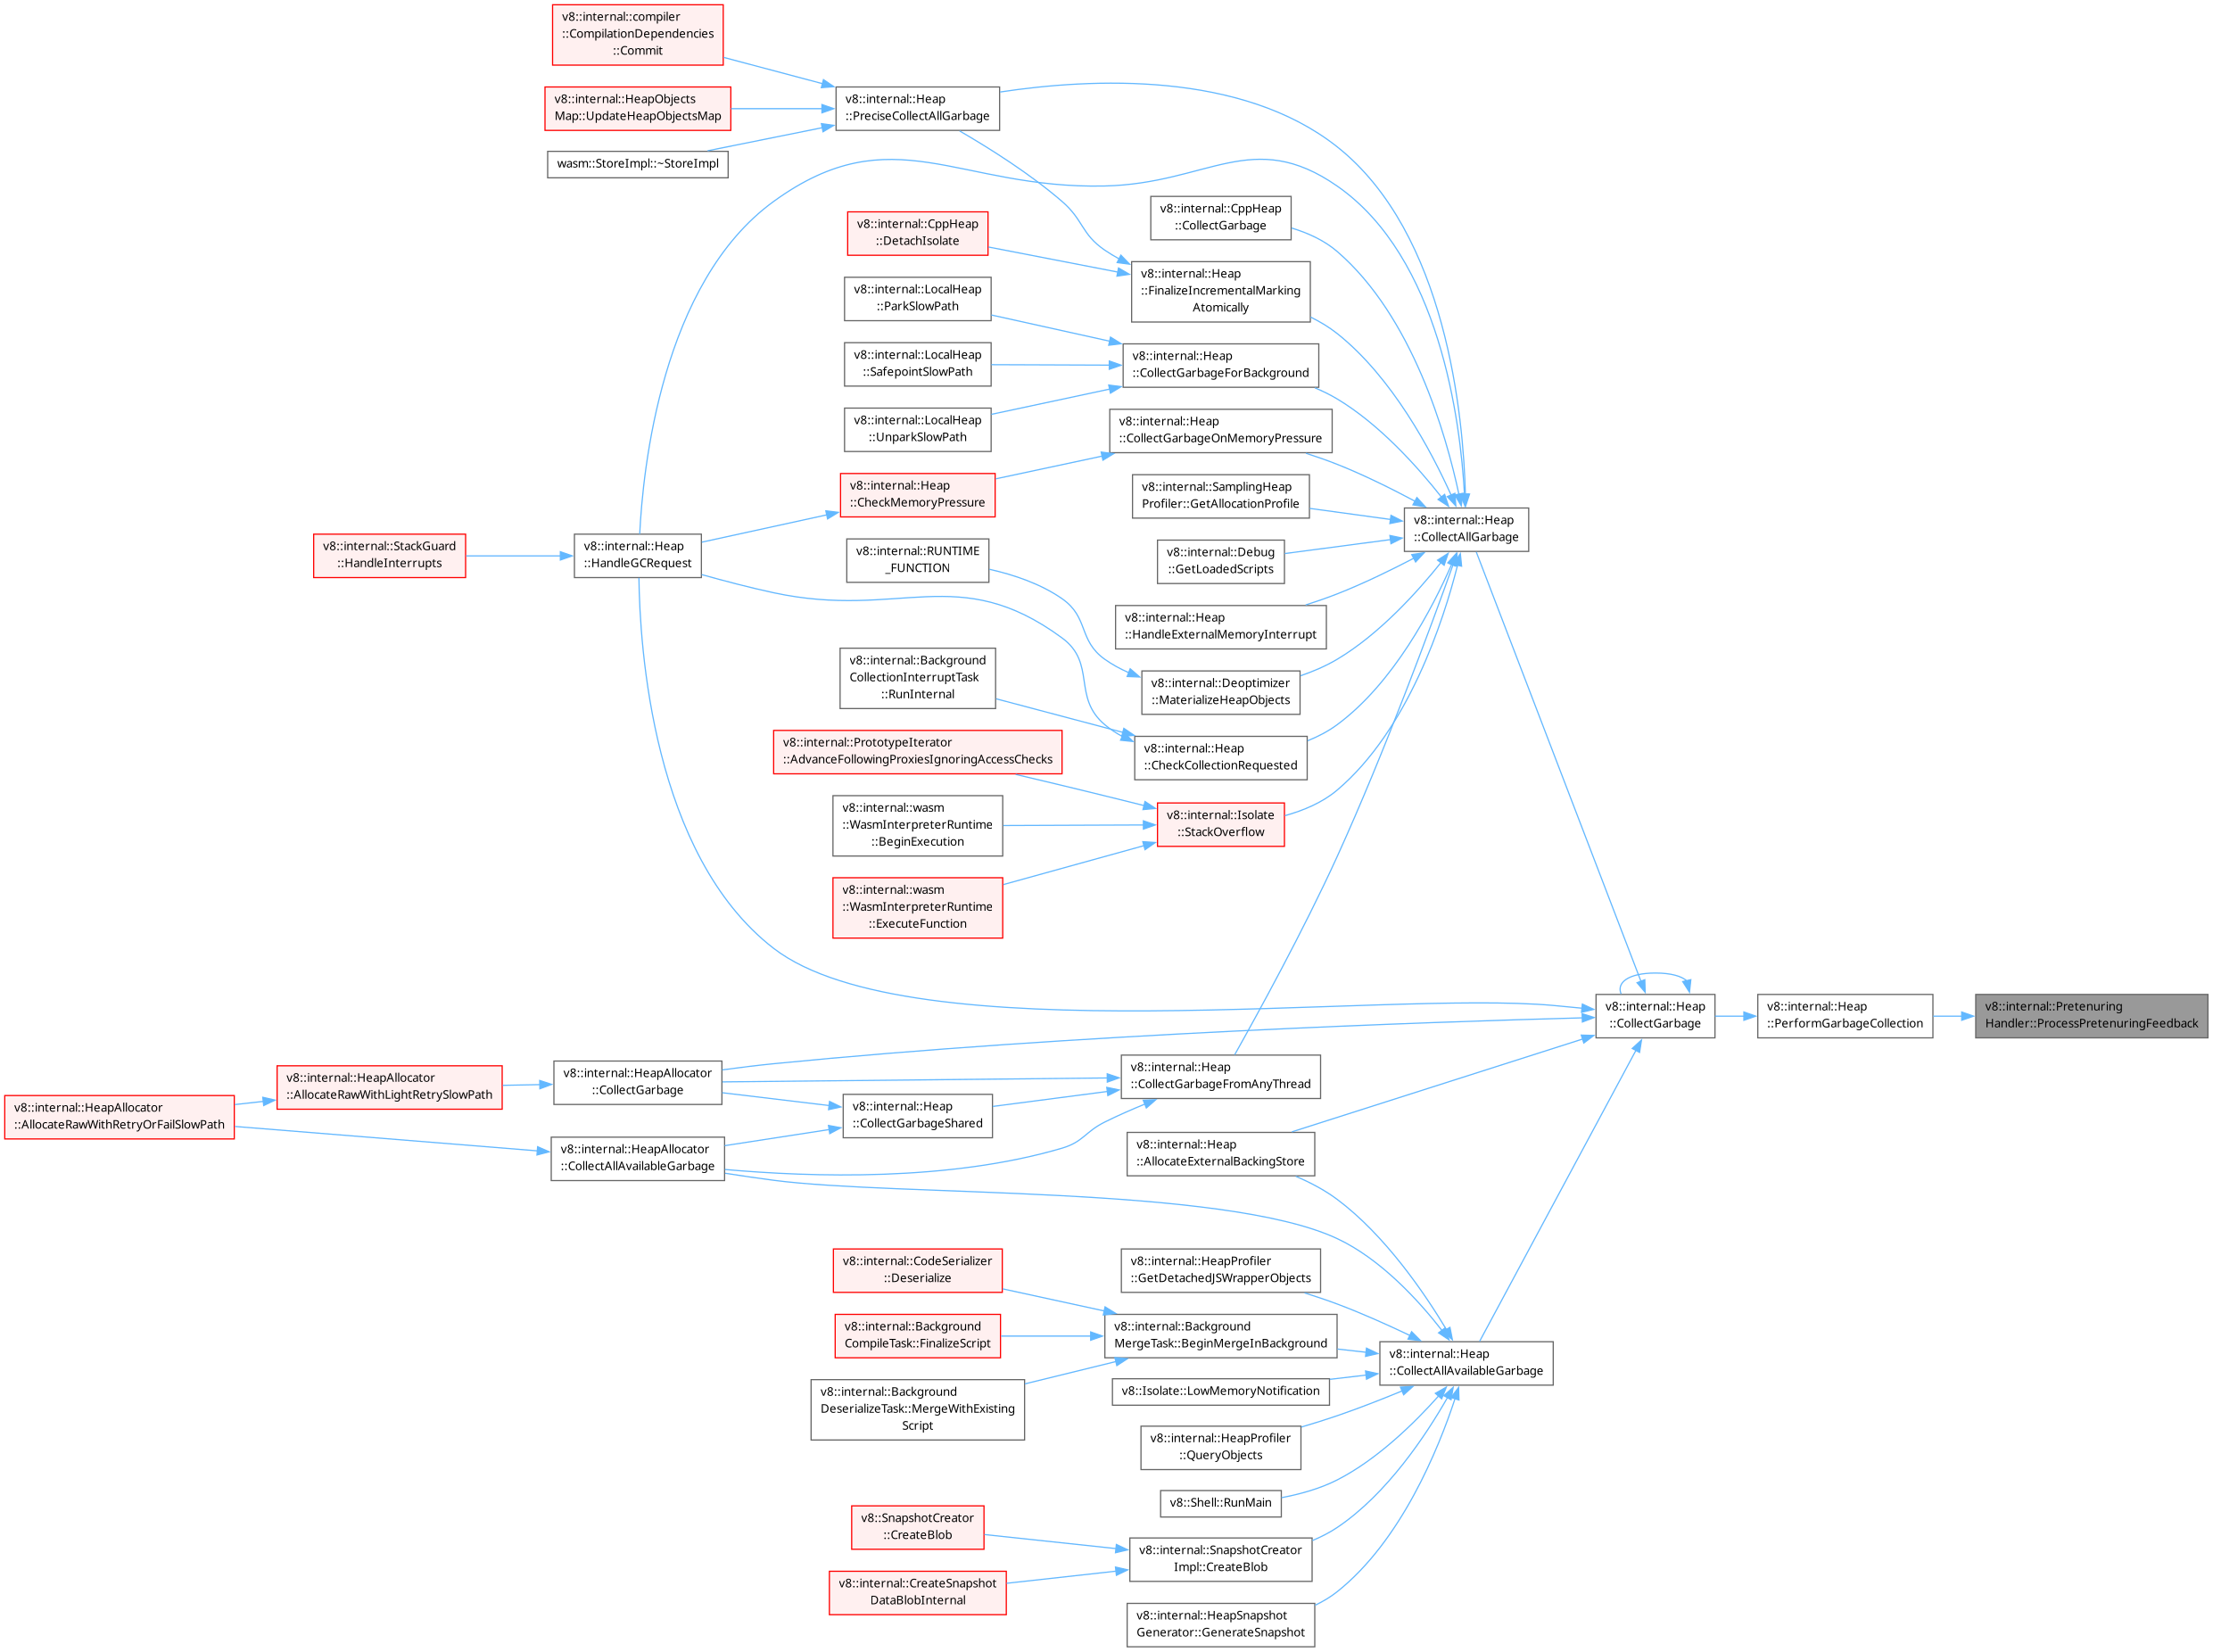 v8::internal::compiler
::CompilationDependencies
::Commit
v8::internal::HeapObjects
Map::UpdateHeapObjectsMap
wasm::StoreImpl::~StoreImpl
v8::internal::Heap
::PreciseCollectAllGarbage
v8::internal::CppHeap
::CollectGarbage
v8::internal::CppHeap
::DetachIsolate
v8::internal::Heap
::FinalizeIncrementalMarking
Atomically
v8::internal::LocalHeap
::ParkSlowPath
v8::internal::LocalHeap
::SafepointSlowPath
v8::internal::Heap
::CollectGarbageForBackground
v8::internal::LocalHeap
::UnparkSlowPath
v8::internal::Heap
::CollectGarbageOnMemoryPressure
v8::internal::Heap
::CheckMemoryPressure
v8::internal::SamplingHeap
Profiler::GetAllocationProfile
v8::internal::Heap
::CollectAllGarbage
v8::internal::StackGuard
::HandleInterrupts
v8::internal::Heap
::HandleGCRequest
v8::internal::RUNTIME
_FUNCTION
v8::internal::Debug
::GetLoadedScripts
v8::internal::Heap
::HandleExternalMemoryInterrupt
v8::internal::Background
CollectionInterruptTask
::RunInternal
v8::internal::Deoptimizer
::MaterializeHeapObjects
v8::internal::PrototypeIterator
::AdvanceFollowingProxiesIgnoringAccessChecks
v8::internal::Heap
::CheckCollectionRequested
v8::internal::wasm
::WasmInterpreterRuntime
::BeginExecution
v8::internal::Isolate
::StackOverflow
v8::internal::wasm
::WasmInterpreterRuntime
::ExecuteFunction
v8::internal::Heap
::CollectGarbage
v8::internal::Heap
::PerformGarbageCollection
v8::internal::Pretenuring
Handler::ProcessPretenuringFeedback
v8::internal::HeapAllocator
::AllocateRawWithRetryOrFailSlowPath
v8::internal::HeapAllocator
::AllocateRawWithLightRetrySlowPath
v8::internal::HeapAllocator
::CollectGarbage
v8::internal::Heap
::CollectGarbageFromAnyThread
v8::internal::Heap
::CollectGarbageShared
v8::internal::HeapAllocator
::CollectAllAvailableGarbage
v8::internal::Heap
::AllocateExternalBackingStore
v8::internal::HeapProfiler
::GetDetachedJSWrapperObjects
v8::internal::CodeSerializer
::Deserialize
v8::internal::Background
CompileTask::FinalizeScript
v8::internal::Background
MergeTask::BeginMergeInBackground
v8::internal::Heap
::CollectAllAvailableGarbage
v8::internal::Background
DeserializeTask::MergeWithExisting
Script
v8::Isolate::LowMemoryNotification
v8::internal::HeapProfiler
::QueryObjects
v8::Shell::RunMain
v8::SnapshotCreator
::CreateBlob
v8::internal::SnapshotCreator
Impl::CreateBlob
v8::internal::CreateSnapshot
DataBlobInternal
v8::internal::HeapSnapshot
Generator::GenerateSnapshot